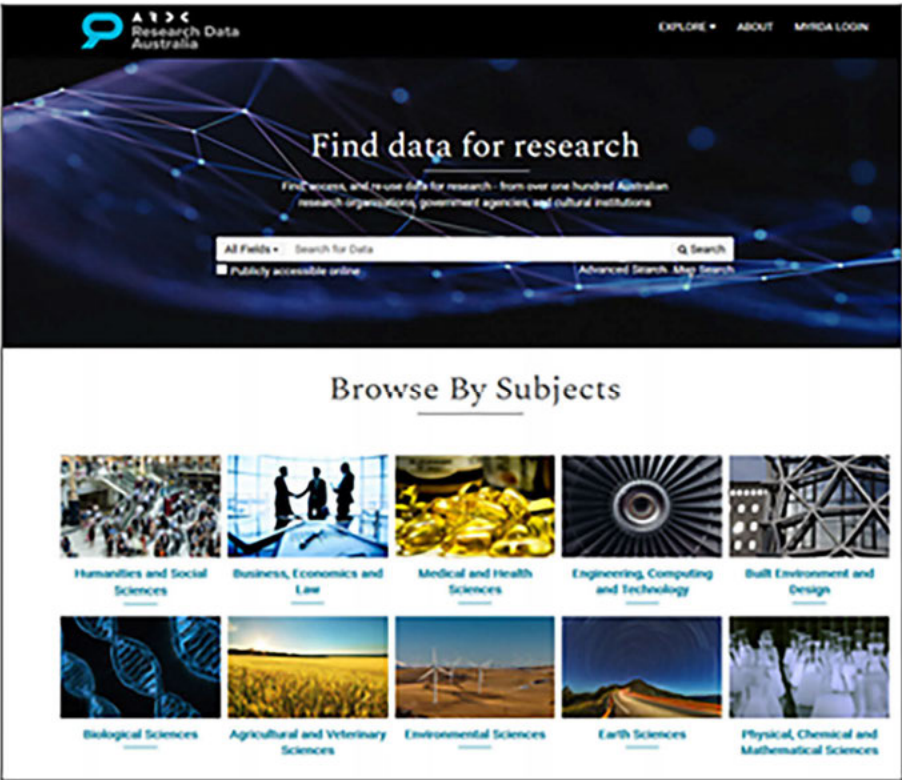 ARDC
Research Data
Australia
EXPLORE ABOUT MYRDA LOGIN
Find data for research
Find, access, and re-use data for research - from over one hundred Australian
research organisations, government agencies, and cultural institutions
All Fields Search for Data Search
Publicly accessible online Advanced Search Map Search
Browse By Subjects
Humanities and Social
Sciences
Business, Economics and
Law
Medical and Health
Sciences
Engineering, Computing
and Technology
Built Environment and
Design
Biological Sciences
Agricultural and Veterinary
Sciences
Environmental Sciences
Earth Sciences
Physical, Chemical and
Mathematical Sciences